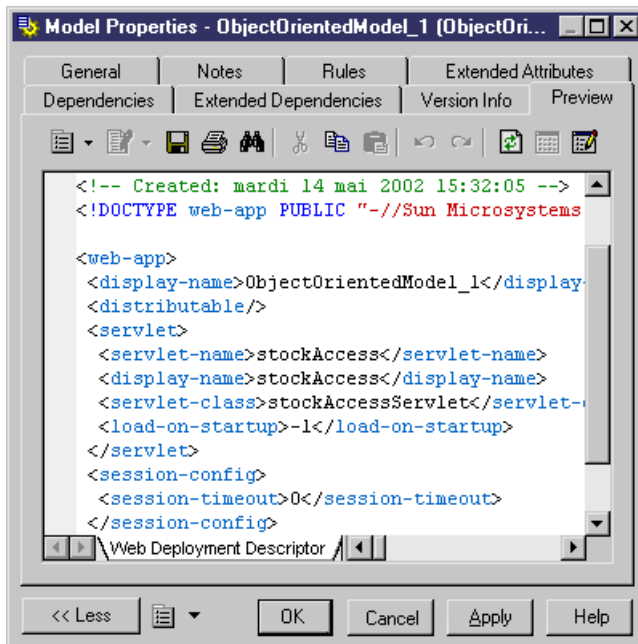 Model Properties - ObjectOrientedModel_1 (ObjectOri...
General Notes Rules Extended Attributes
Dependencies Extended Dependencies Version Info Preview
<!-- Created: mardi 14 mai 2002 15:32:05 -->
<!DOCTYPE web-app PUBLIC "-//Sun Microsystems
<web-app>
<display-name>ObjectOrientedModel_1</display-
<distributable/>
<servlet>
<servlet-name>stockAccess</servlet-name>
<display-name>stockAccess</display-name>
<servlet-class>stockAccessServlet</servlet-
<load-on-startup>-1</load-on-startup>
</servlet>
<session-config>
<session-timeout>0</session-timeout>
</session-config>
Web Deployment Descriptor
<< Less OK Cancel Apply Help